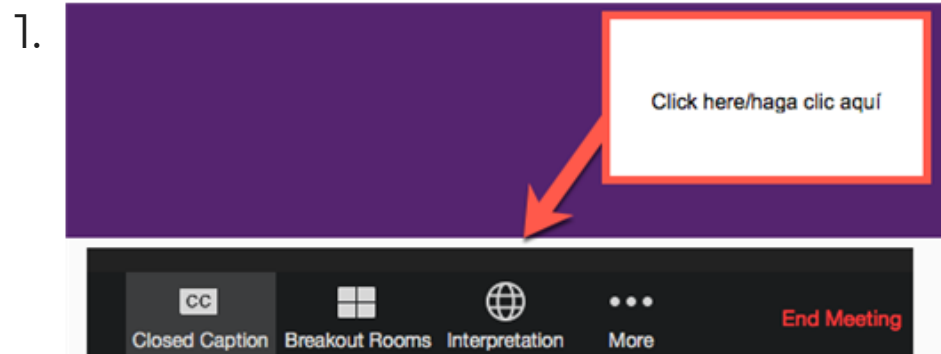 1.
Click here/haga clic aquí
CC
Closed Caption Breakout Rooms Interpretation More End Meeting